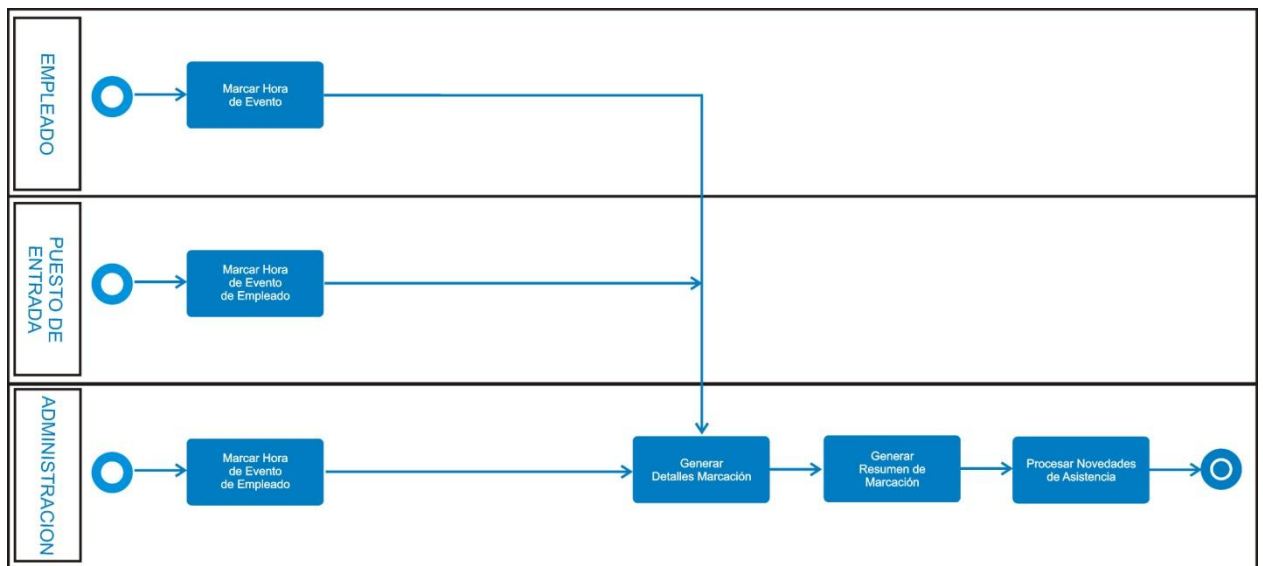 EMPLEADO
Marcar Hora
de Evento
PUESTO DE
ENTRADA
Marcar Hora
de Evento
de Empleado
ADMINISTRACION
Marcar Hora
de Evento
de Empleado
Generar
Detalles Marcación
Generar
Resumen de
Marcación
Procesar Novedades
de Asistencia